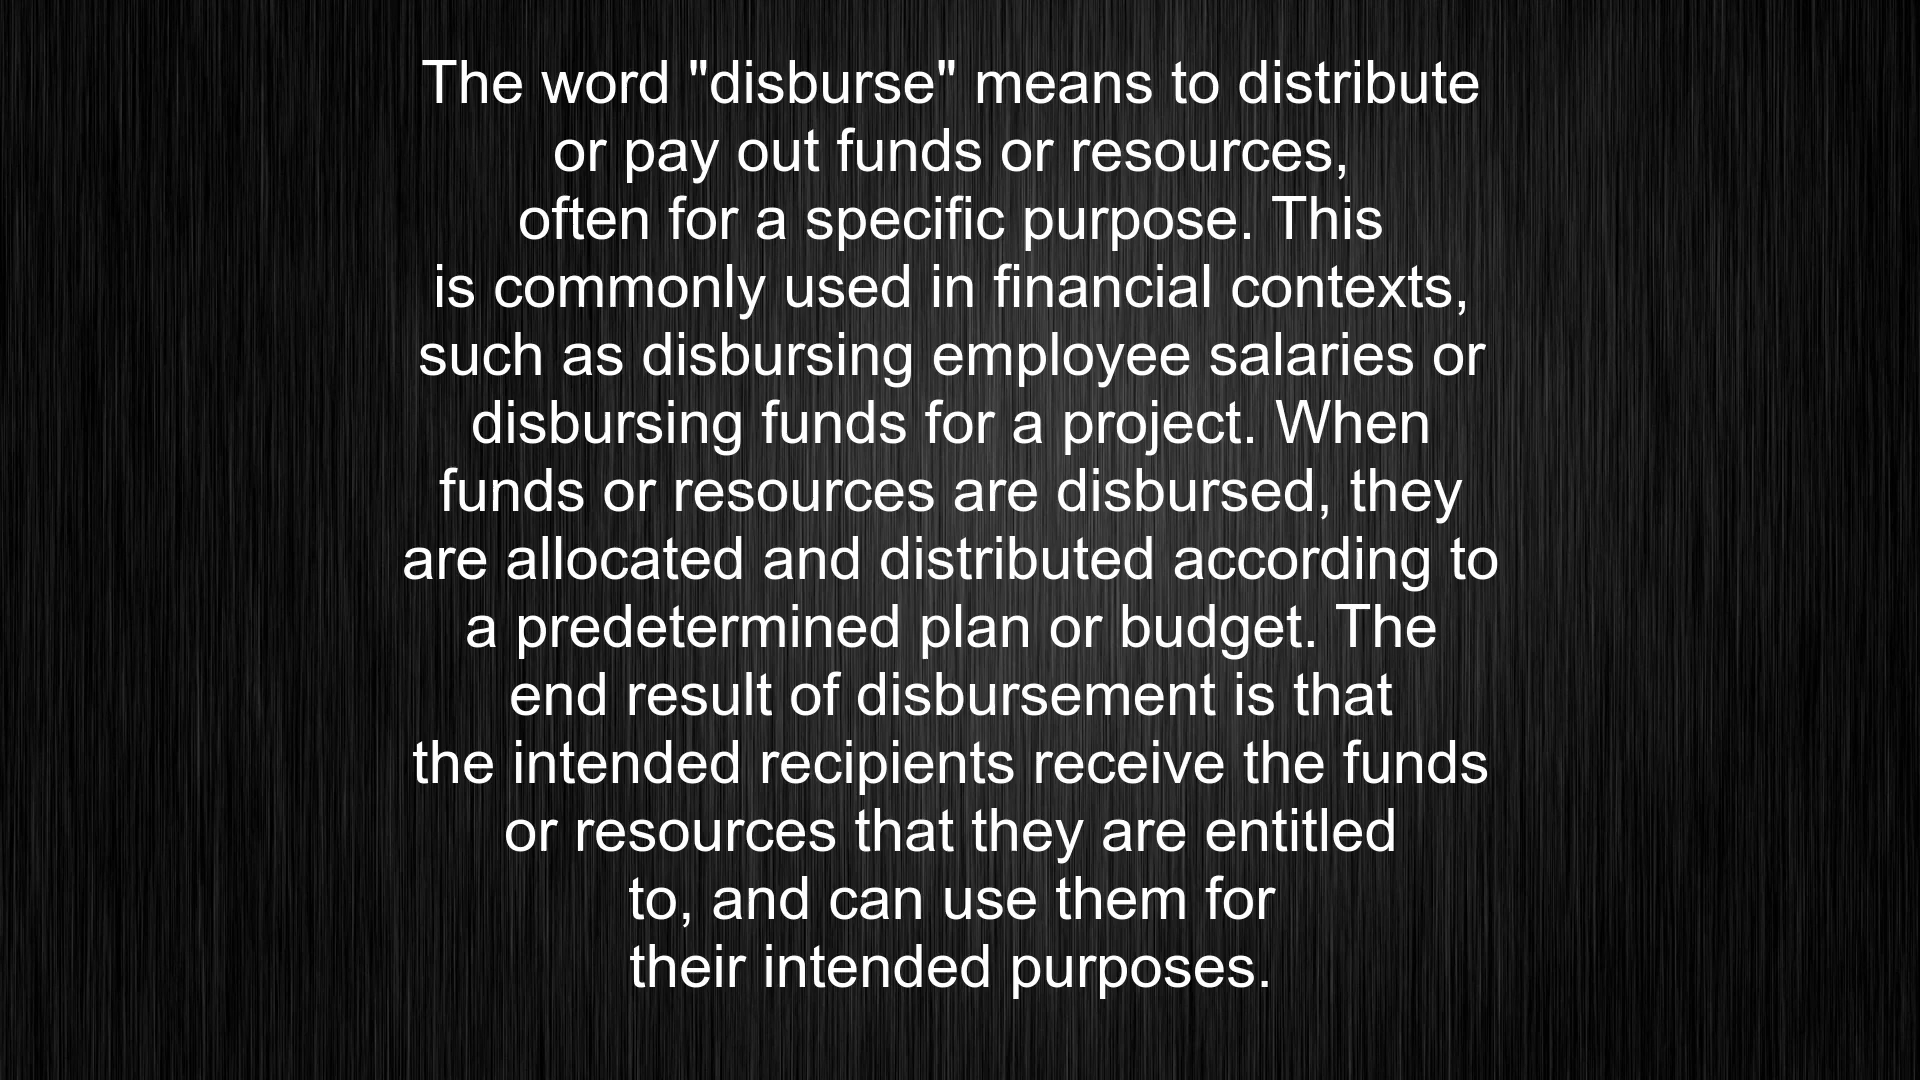 The word "disburse" means to distribute
or pay out funds or resources,
often for a specific purpose. This
is commonly used in financial contexts,
such as disbursing employee salaries or
disbursing funds for a project. When
funds or resources are disbursed, they
are allocated and distributed according to
a predetermined plan or budget. The
end result of disbursement is that
the intended recipients receive the funds
or resources that they are entitled
to, and can use them for
their intended purposes.